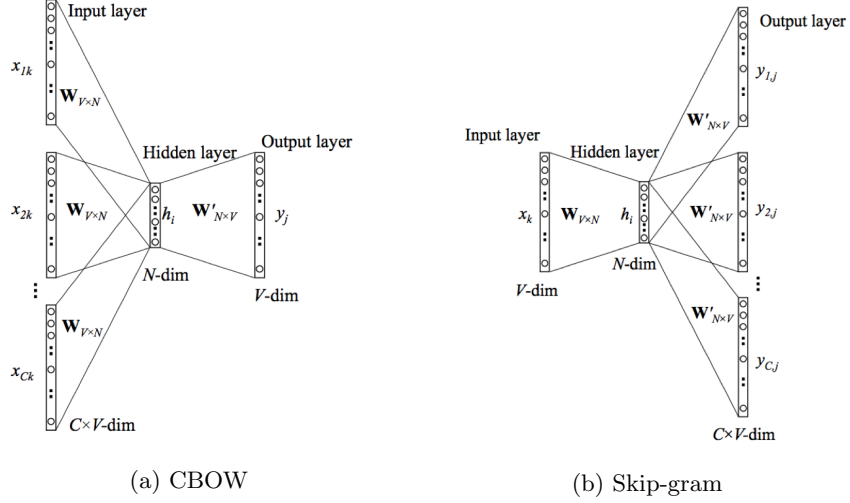 Input layer
x1k
WV×N
Hidden layer
Output layer
x2k
WV×N
hi
W'N×V
yj
N-dim
V-dim
WV×N
xCk
C×V-dim
(a) CBOW
Output layer
y1,j
W'N×V
Input layer
Hidden layer
xk
WV×N
hi
W'N×V
y2,j
N-dim
V-dim
W'N×V
yC,j
C×V-dim
(b) Skip-gram